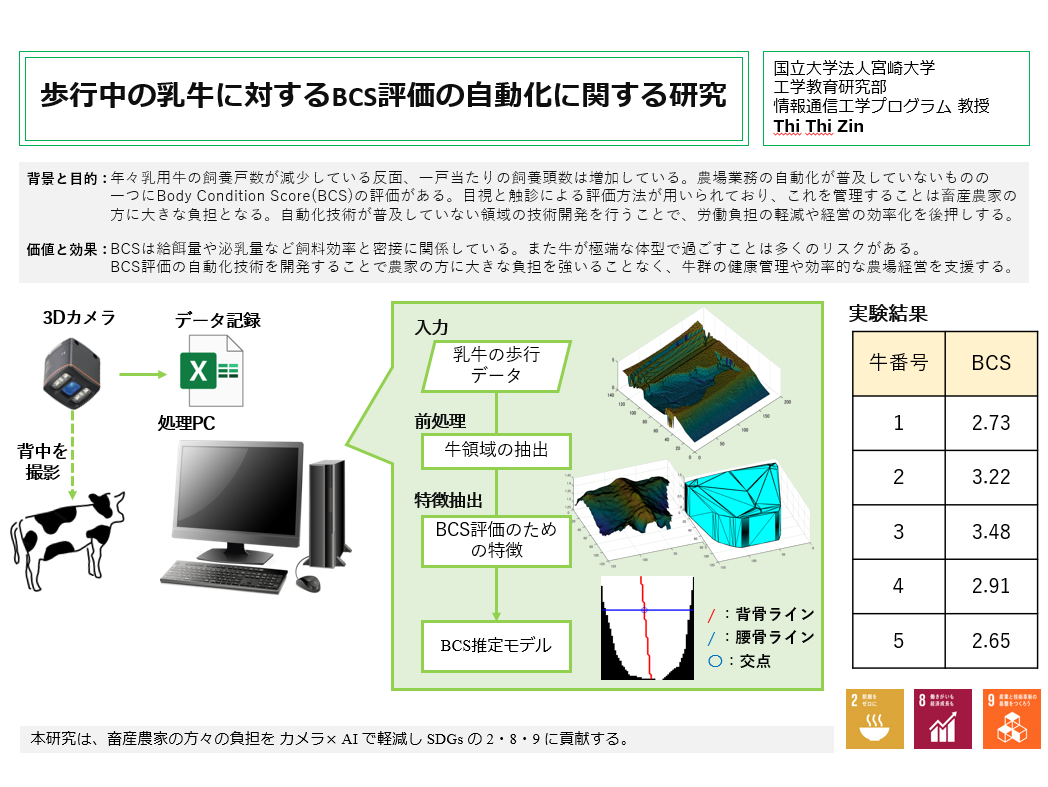 歩行中の乳牛に対するBCS評価の自動化に関する研究
国立大学法人宮崎大学
工学教育研究部
情報通信工学プログラム 教授
Thi Thi Zin
背景と目的：年々乳用牛の飼養戸数が減少している反面、一戸当たりの飼養頭数は増加している。農場業務の自動化が普及していないものの
一つにBody Condition Score(BCS)の評価がある。目視と触診による評価方法が用いられており、これを管理することは畜産農家の
方に大きな負担となる。自動化技術が普及していない領域の技術開発を行うことで、労働負担の軽減や経営の効率化を後押しする。
価値と効果：BCSは給餌量や泌乳量など飼料効率と密接に関係している。また牛が極端な体型で過ごすことは多くのリスクがある。
BCS評価の自動化技術を開発することで農家の方に大きな負担を強いることなく、牛群の健康管理や効率的な農場経営を支援する。
3Dカメラ
データ記録
X
処理PC
背中を
撮影
入力
乳牛の歩行
データ
前処理
牛領域の抽出
特徴抽出
BCS評価のため
の特徴
BCS推定モデル
/ ：背骨ライン
/ ：腰骨ライン
〇：交点
実験結果
牛番号 BCS
1 2.73
2 3.22
3 3.48
4 2.91
5 2.65
2 飢餓を
ゼロに
8 働きがいも
経済成長も
9 産業と技術革新の
基盤をつくろう
本研究は、畜産農家の方々の負担を カメラ× AI で軽減し SDGs の 2・8・9 に貢献する。